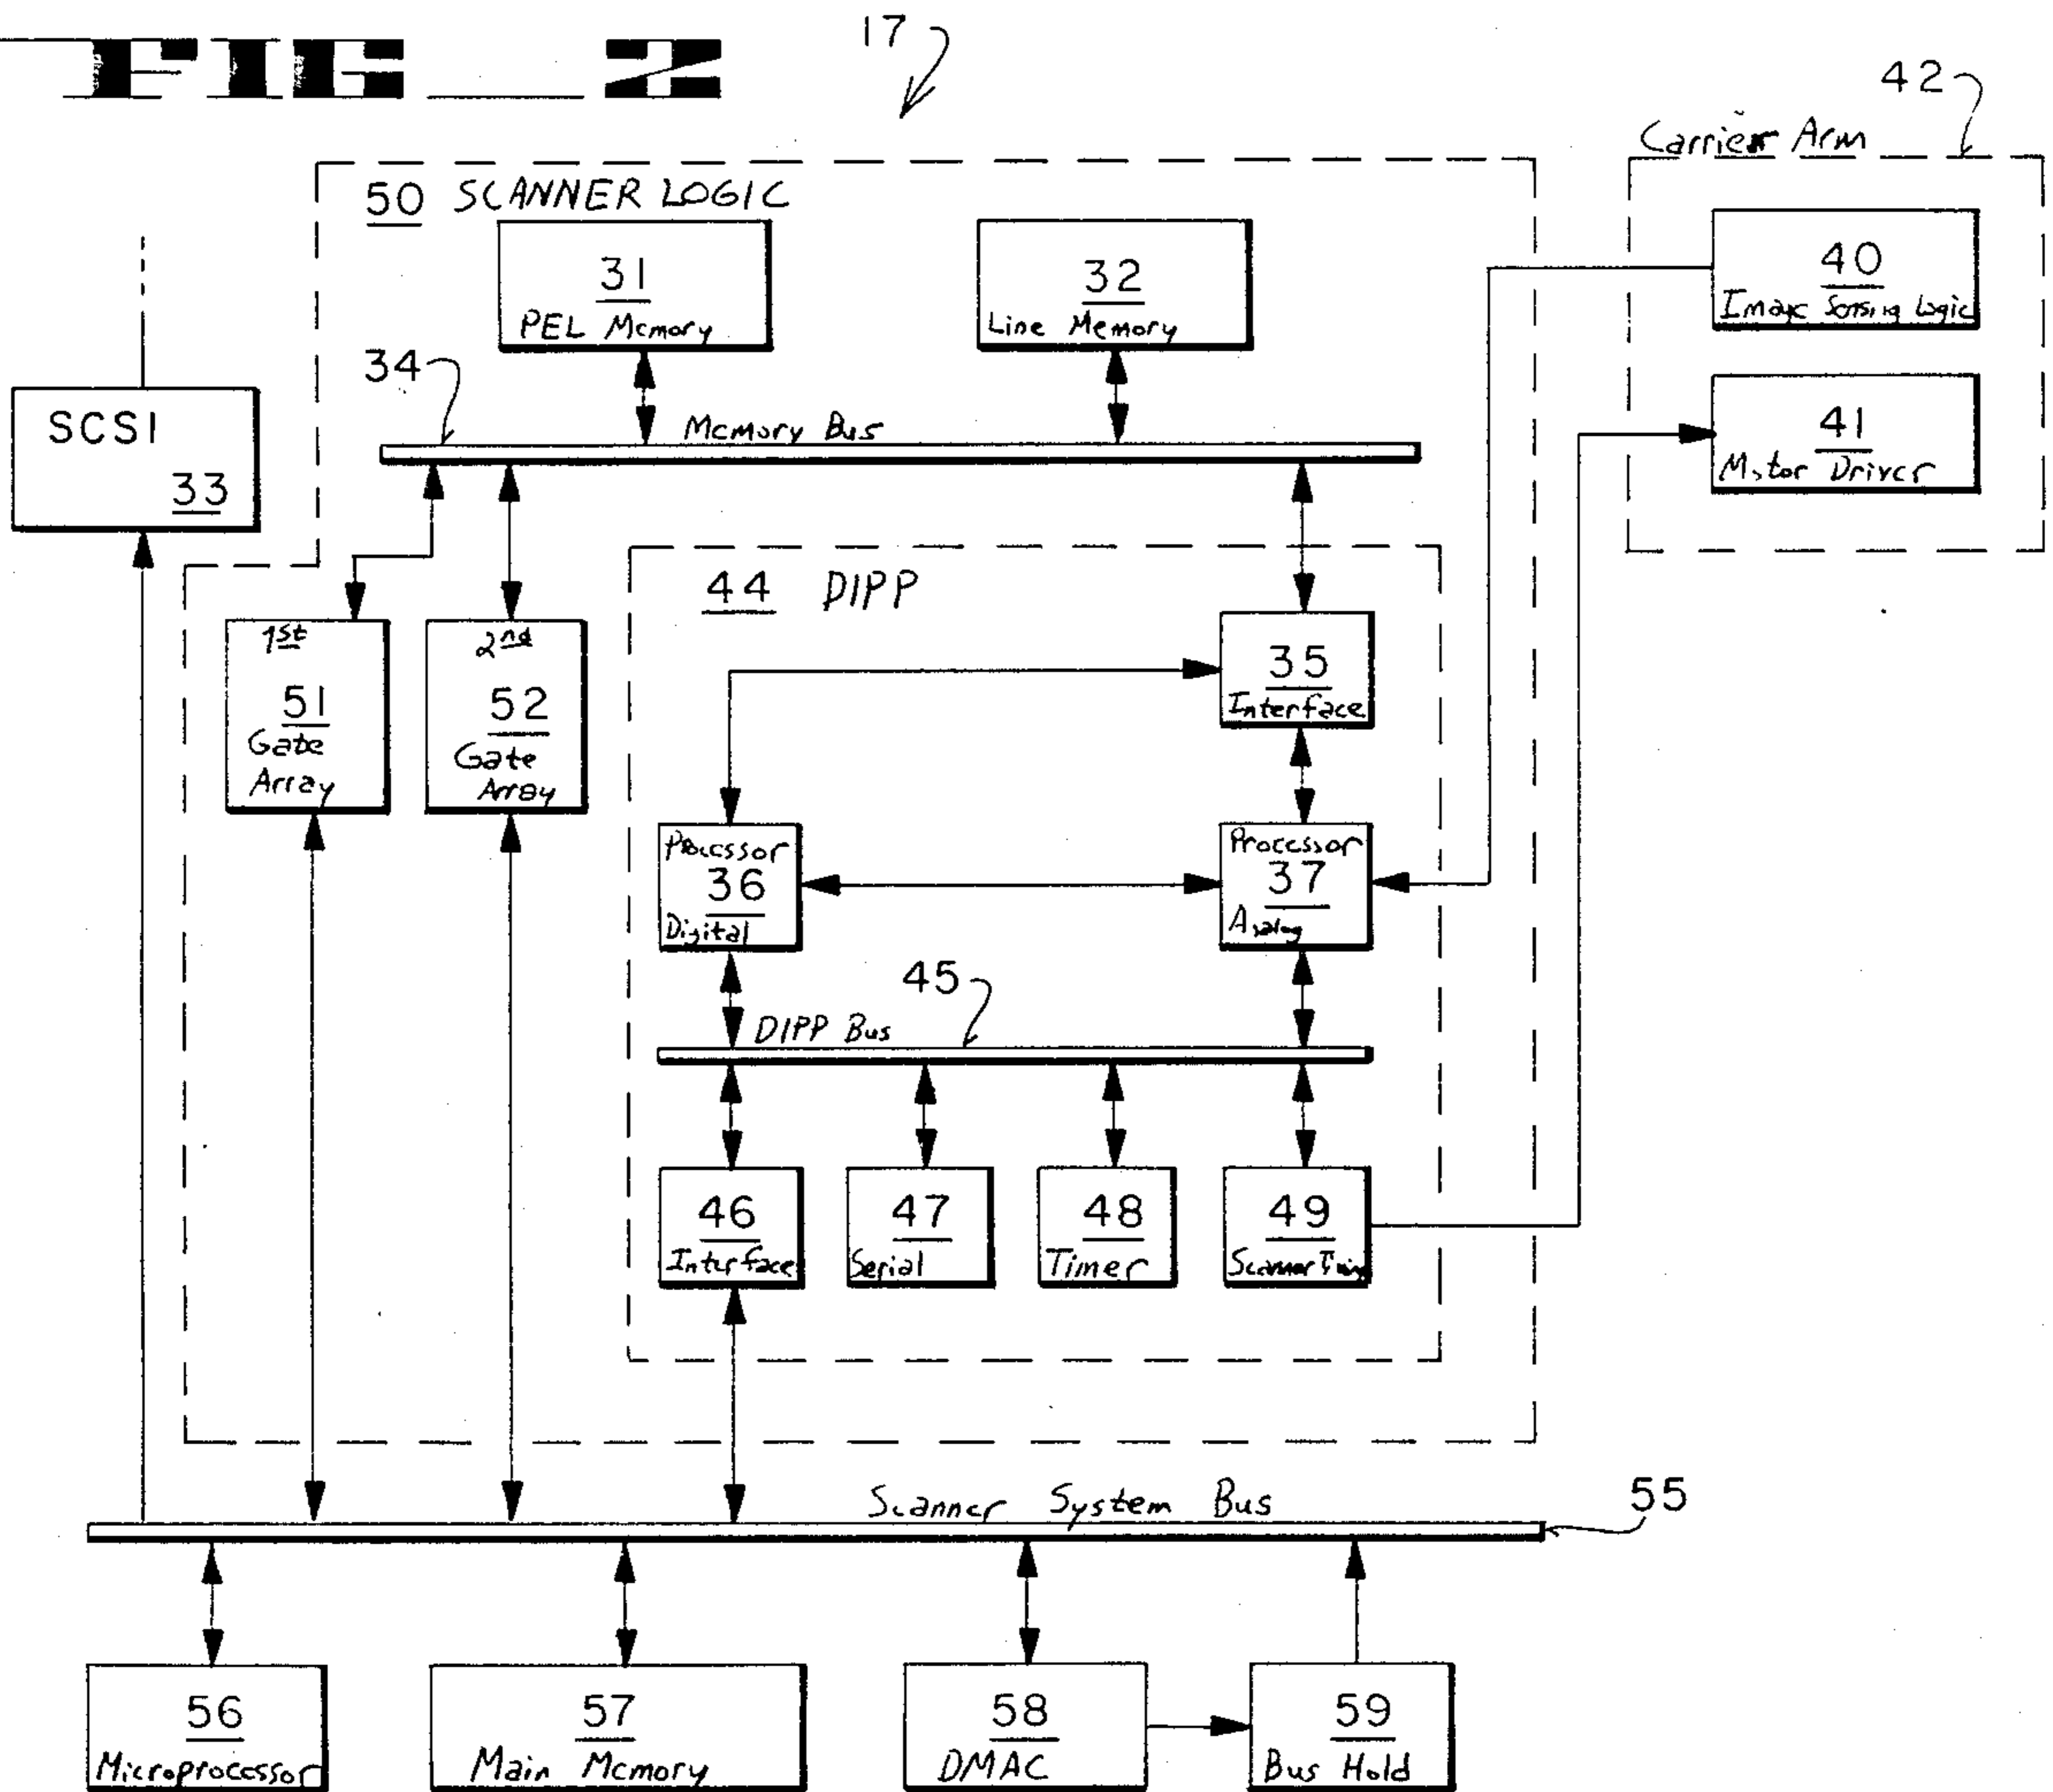 FIG_2
17
42
Carrier Arm
50 SCANNER LOGIC
31
PEL Memory
32
Line Memory
40
Image Sensing Logic
34
Memory Bus
SCSI
33
41
Motor Driver
44 DIPP
1st
51
Gate
Array
2nd
52
Gate
Array
35
Interface
Processor
36
Digital
Processor
37
Analog
45
DIPP Bus
46
Interface
47
Serial
48
Timer
49
Scanner Timing
Scanner System Bus
55
56
Microprocessor
57
Main Memory
58
DMAC
59
Bus Hold